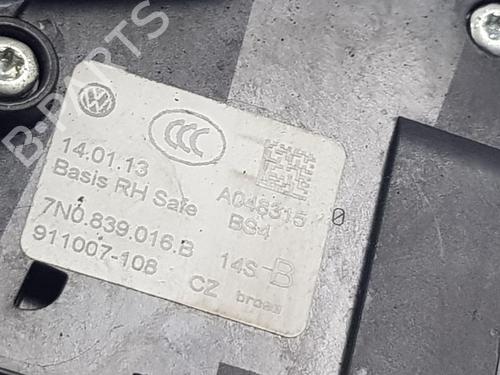 B-PARTS
14.01.13
Basis RH Safe
7N0.839.016.B
911007-108
A048315
BS4
14S
B
CZ
brose
0